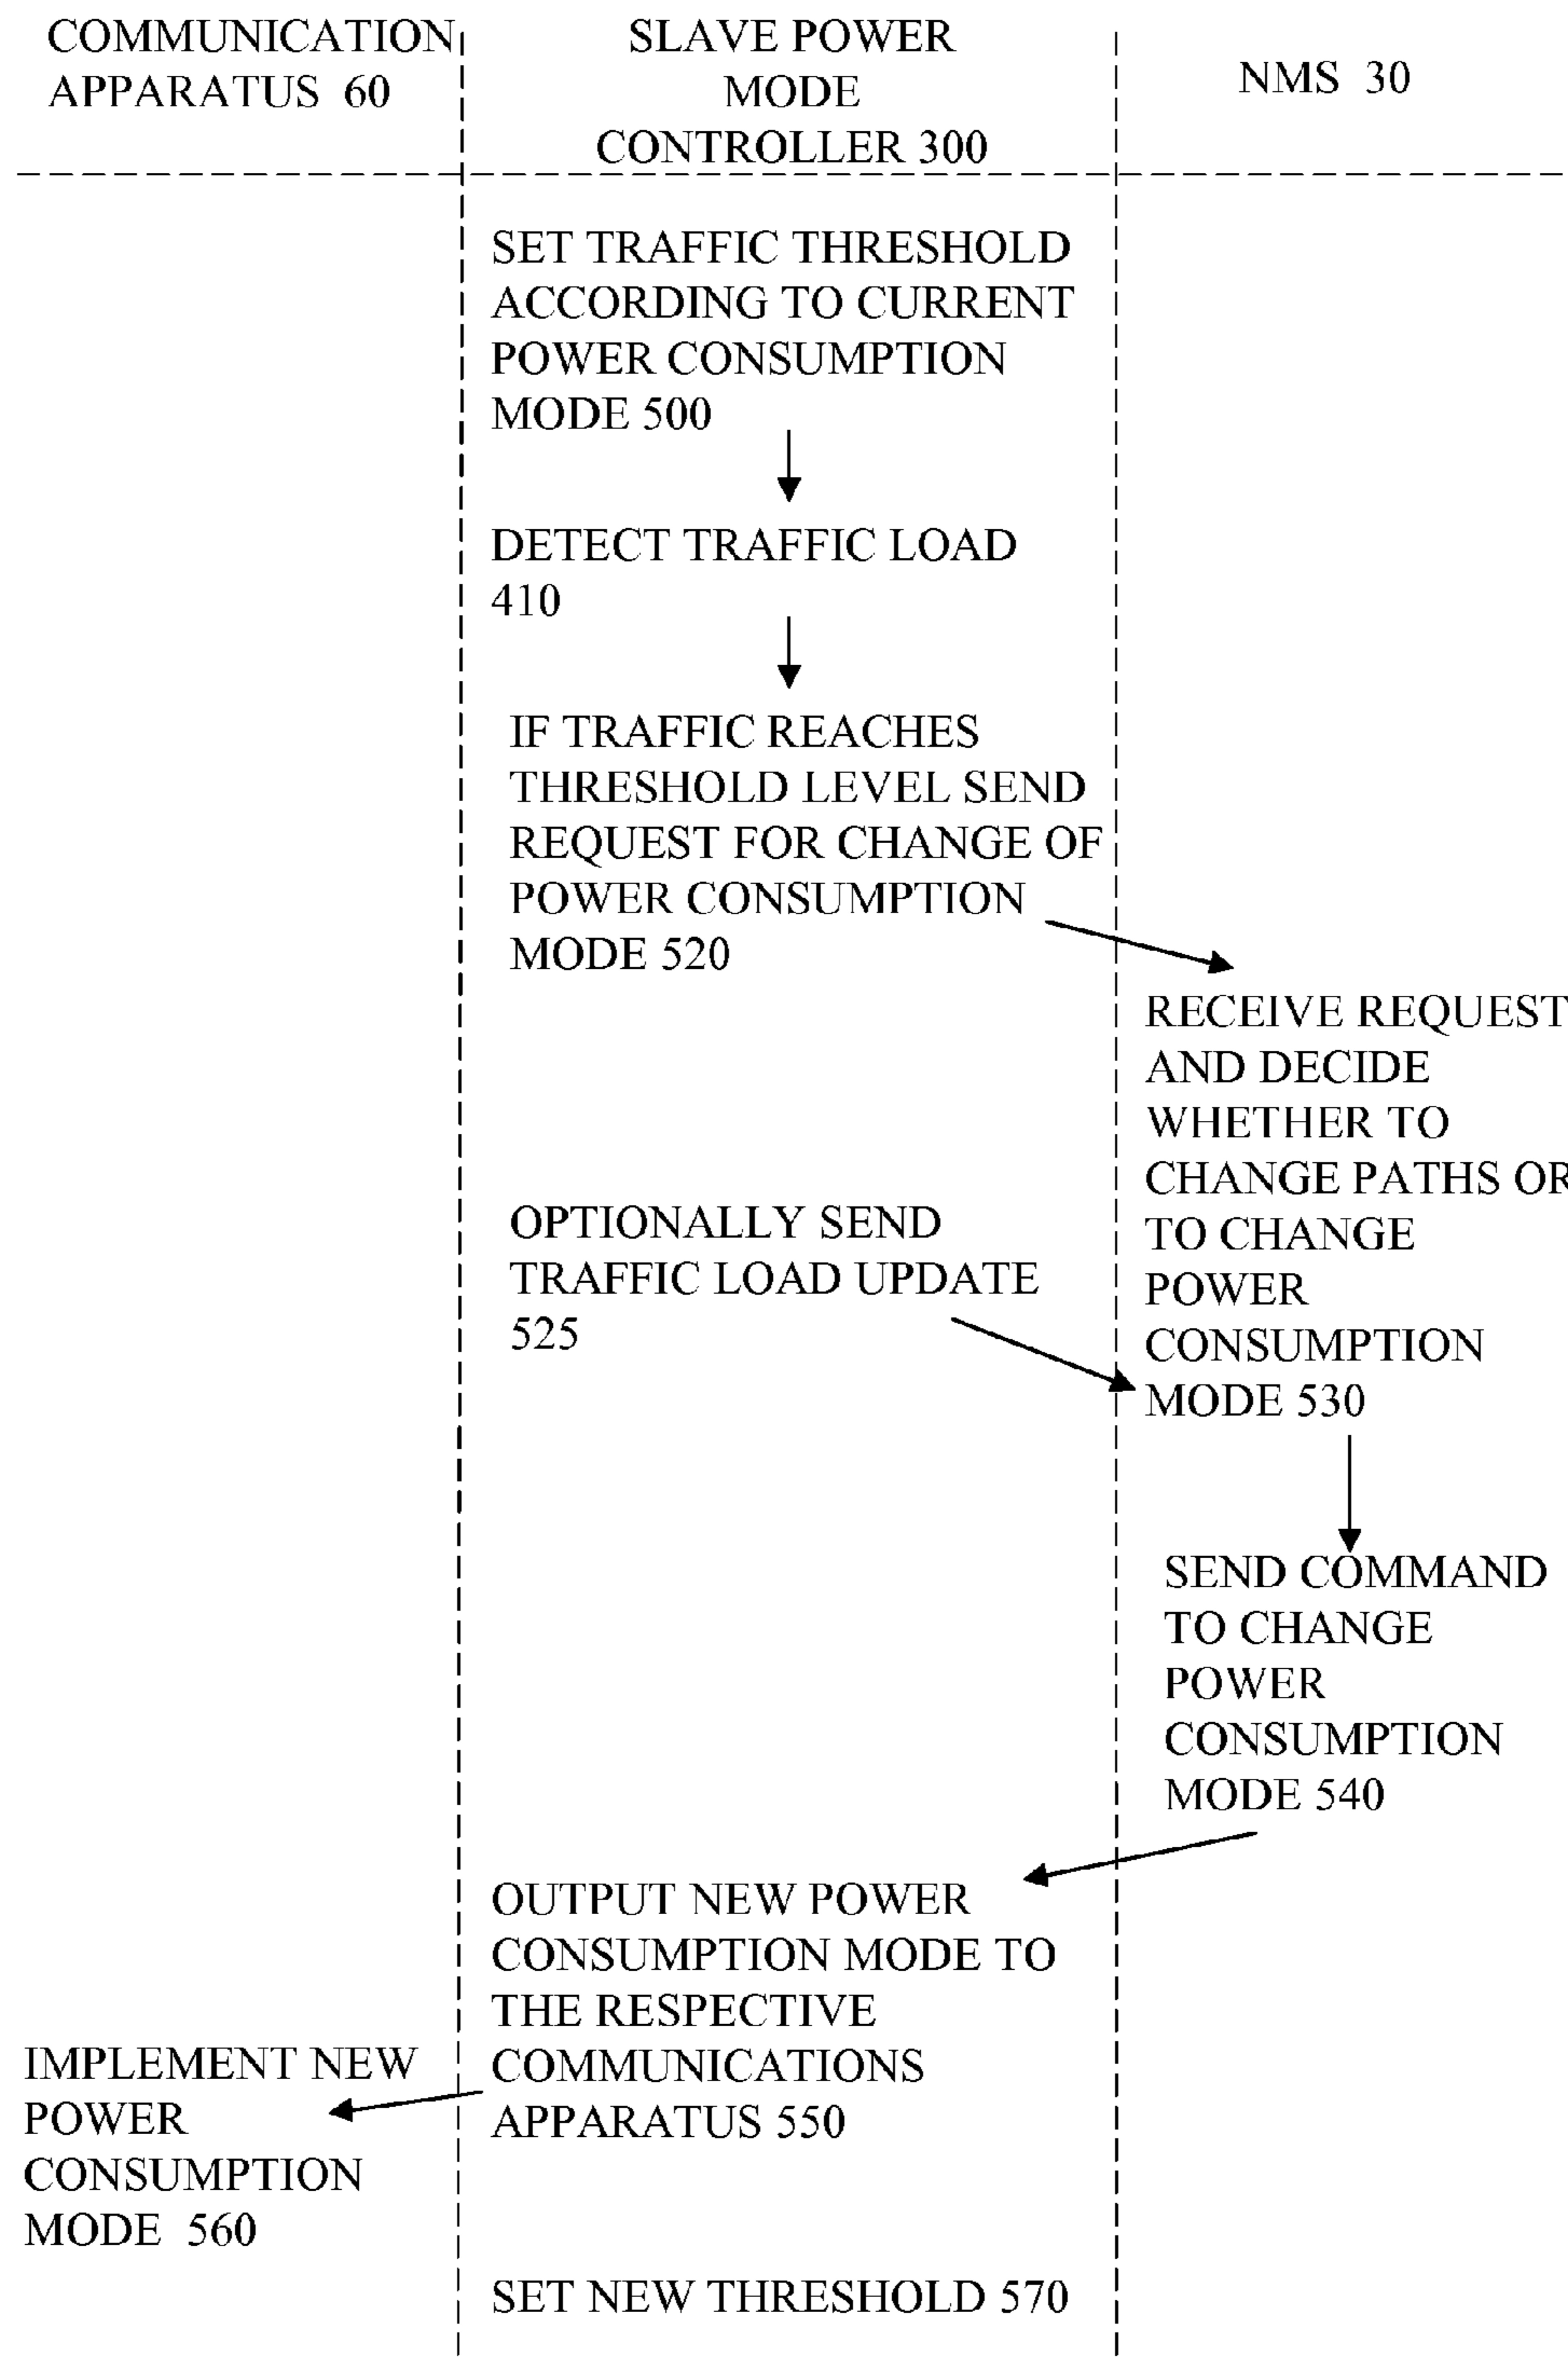 COMMUNICATION
APPARATUS 60
SLAVE POWER
MODE
CONTROLLER 300
NMS 30
SET TRAFFIC THRESHOLD
ACCORDING TO CURRENT
POWER CONSUMPTION
MODE 500
DETECT TRAFFIC LOAD
410
IF TRAFFIC REACHES
THRESHOLD LEVEL SEND
REQUEST FOR CHANGE OF
POWER CONSUMPTION
MODE 520
RECEIVE REQUEST
AND DECIDE
WHETHER TO
CHANGE PATHS OR
TO CHANGE
POWER
CONSUMPTION
MODE 530
OPTIONALLY SEND
TRAFFIC LOAD UPDATE
525
SEND COMMAND
TO CHANGE
POWER
CONSUMPTION
MODE 540
OUTPUT NEW POWER
CONSUMPTION MODE TO
THE RESPECTIVE
COMMUNICATIONS
APPARATUS 550
IMPLEMENT NEW
POWER
CONSUMPTION
MODE 560
SET NEW THRESHOLD 570